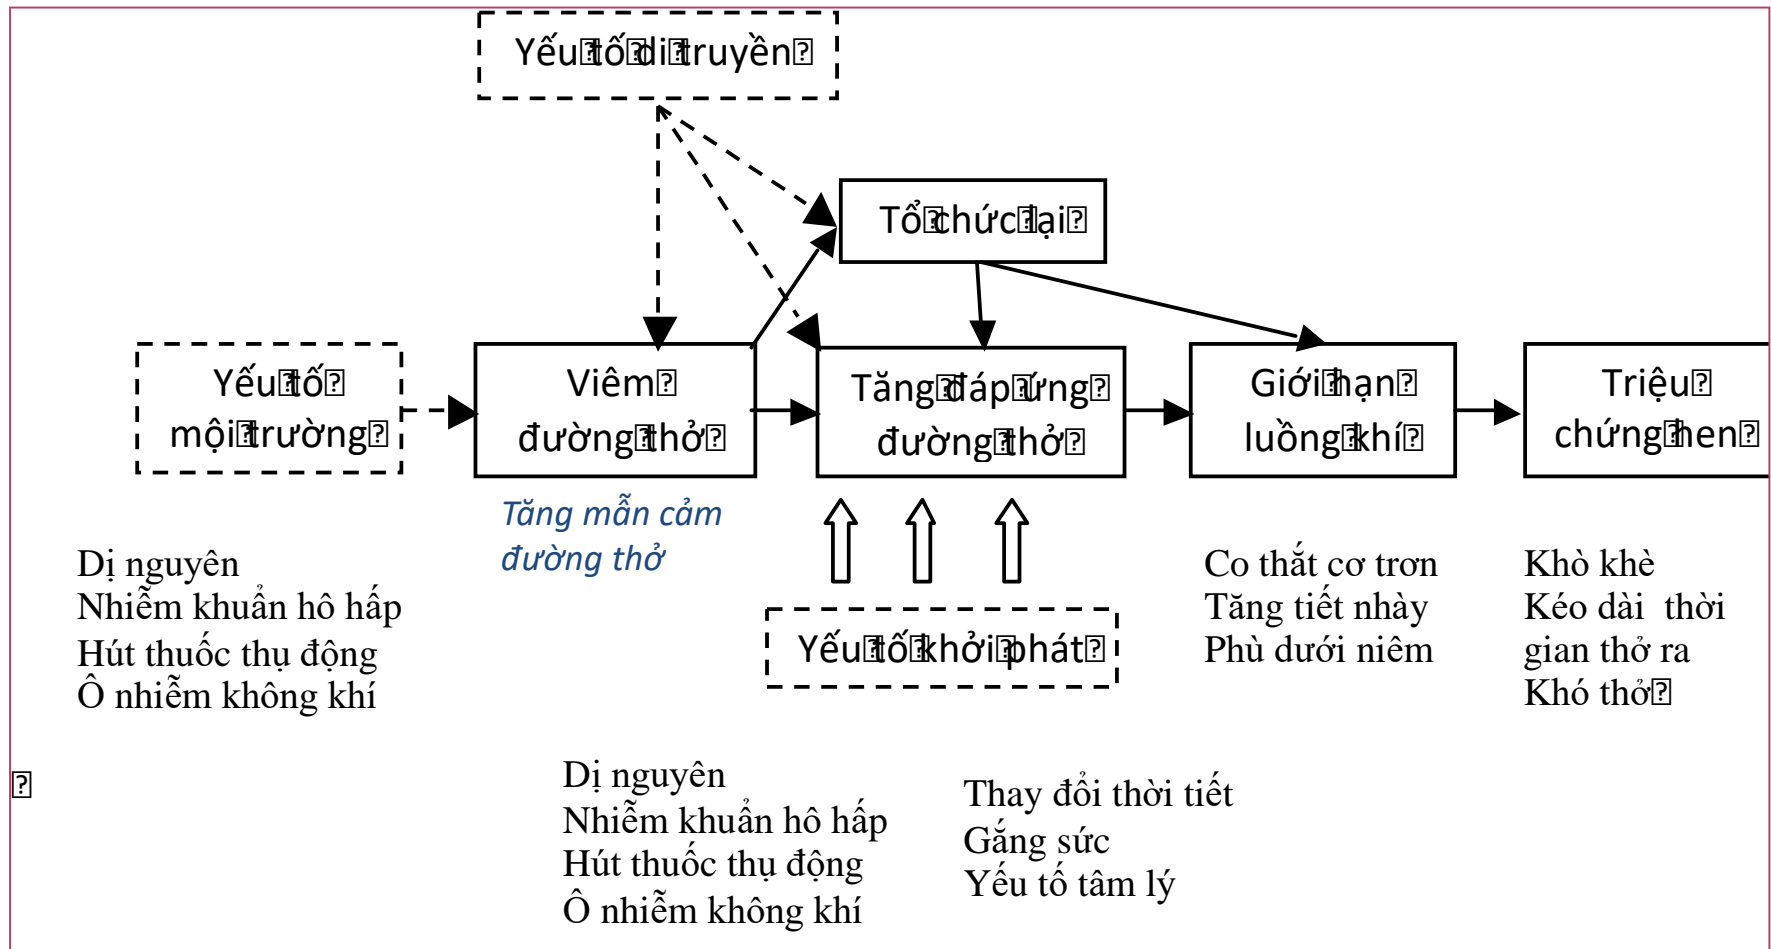 Yếu tố di truyền
Tổ chức lại
Yếu tố
mội trường
Viêm
đường thở
Tăng đáp ứng
đường thở
Giới hạn
luồng khí
Triệu
chứng hen
Tăng mẫn cảm
đường thở
Dị nguyên
Nhiễm khuẩn hô hấp
Hút thuốc thụ động
Ô nhiễm không khí
Yếu tố khởi phát
Co thắt cơ trơn
Tăng tiết nhày
Phù dưới niêm
Khò khè
Kéo dài thời
gian thở ra
Khó thở
Dị nguyên
Nhiễm khuẩn hô hấp
Hút thuốc thụ động
Ô nhiễm không khí
Thay đổi thời tiết
Gắng sức
Yếu tố tâm lý